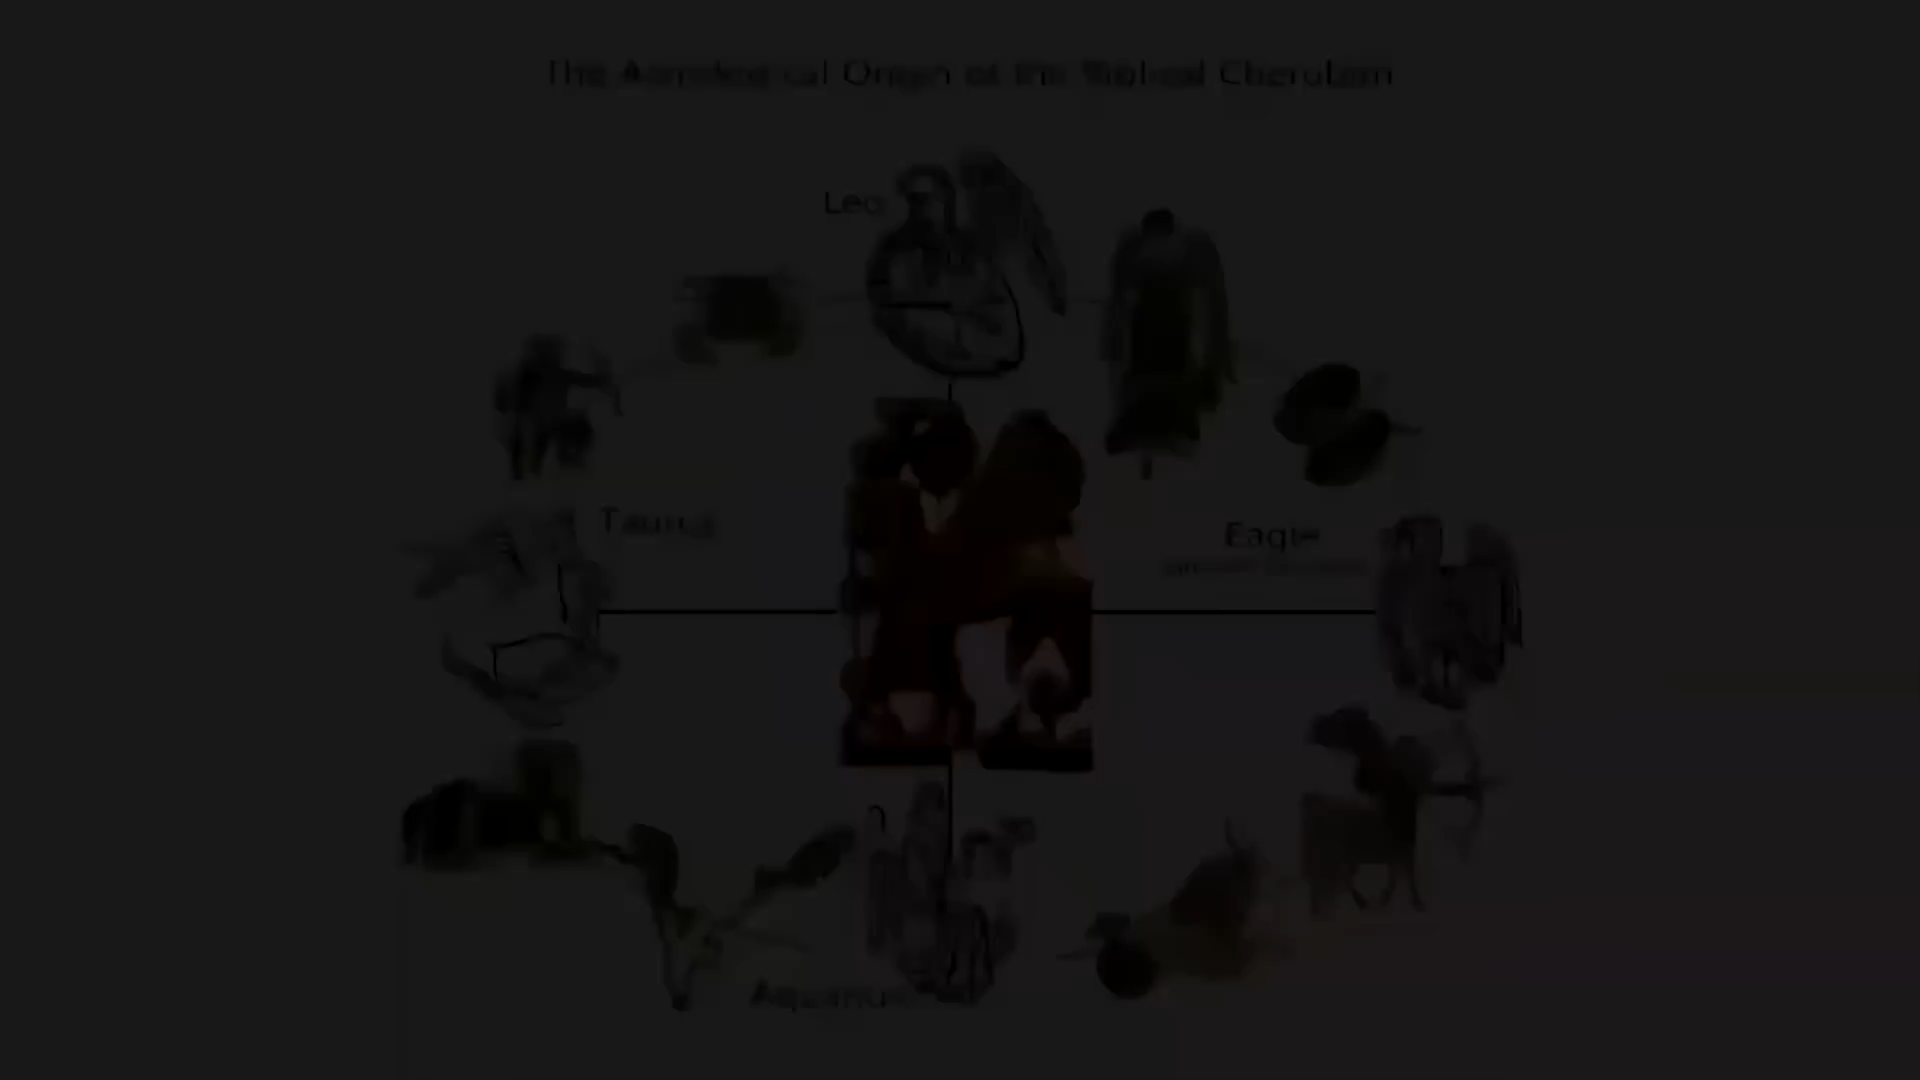 The Astrological Origin of the Biblical Cherubim
Leo
Taurus
Eagle
Aquarius